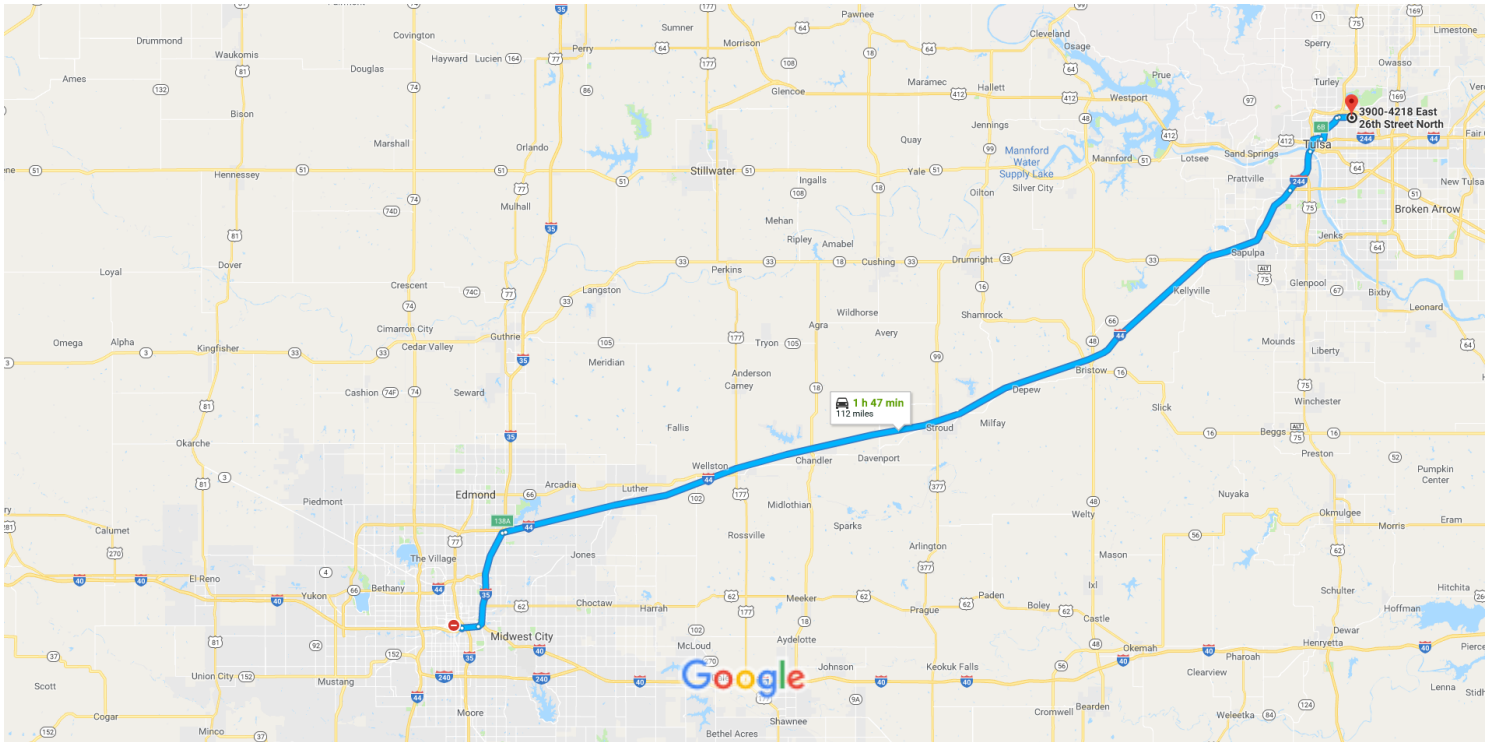 Pawnee
Sumner
Covington
Drummond
Waukomis
Perry
Morrison
Cleveland
Osage
Sperry
Limestone
Owasso
Hayward
Lucien
Douglas
Ames
Bison
Glencoe
Maramec
Hallett
Prue
Westport
Turley
3900-4218 East
26th Street North
Jennings
Marshall
Orlando
Quay
Mannford
Water
Supply Lake
Mannford
Lotsee
Sand Springs
Tulsa
Hennessey
Stillwater
Ingalls
Yale
Silver City
Oilton
Prattville
New Tulsa
Broken Arrow
Mulhall
Mehan
Ripley
Amabel
Jenks
Dover
Loyal
Perkins
Cushing
Drumright
Sapulpa
Crescent
Langston
Kellyville
Glenpool
Bixby
Leonard
Cimarron City
Guthrie
Wildhorse
Agra
Avery
Shamrock
Omega
Alpha
Kingfisher
Cedar Valley
Tryon
Meridian
Mounds
Liberty
Bristow
Cashion
Seward
Anderson
Carney
Depew
1 h 47 min
112 miles
Winchester
Slick
Fallis
Stroud
Milfay
Beggs
Preston
Okarche
Wellston
Chandler
Davenport
Pumpkin
Center
Edmond
Arcadia
Luther
Piedmont
Midlothian
Nuyaka
Okmulgee
138A
Calumet
Sparks
Welty
Morris
Eram
Rossville
The Village
Jones
Arlington
Mason
El Reno
Bethany
Yukon
Choctaw
Harrah
Meeker
Prague
Paden
Boley
Ixl
Castle
Schulter
Hitchita
Hoffman
Midwest City
McLoud
Aydelotte
Dewar
Henryetta
Okemah
Pharoah
Clearview
Union City
Mustang
Johnson
Keokuk Falls
Google
Scott
Moore
Shawnee
Bethel Acres
Cromwell
Bearden
Weleetka
Lenna
Cogar
Minco